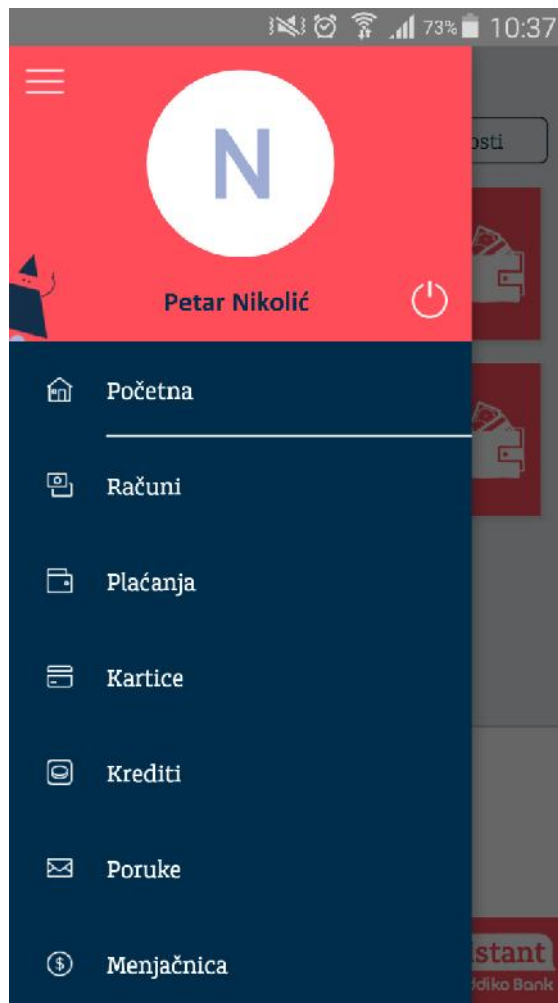 73% 10:37
N
Petar Nikolić
Početna
Računi
Plaćanja
Kartice
Krediti
Poruke
Menjačnica